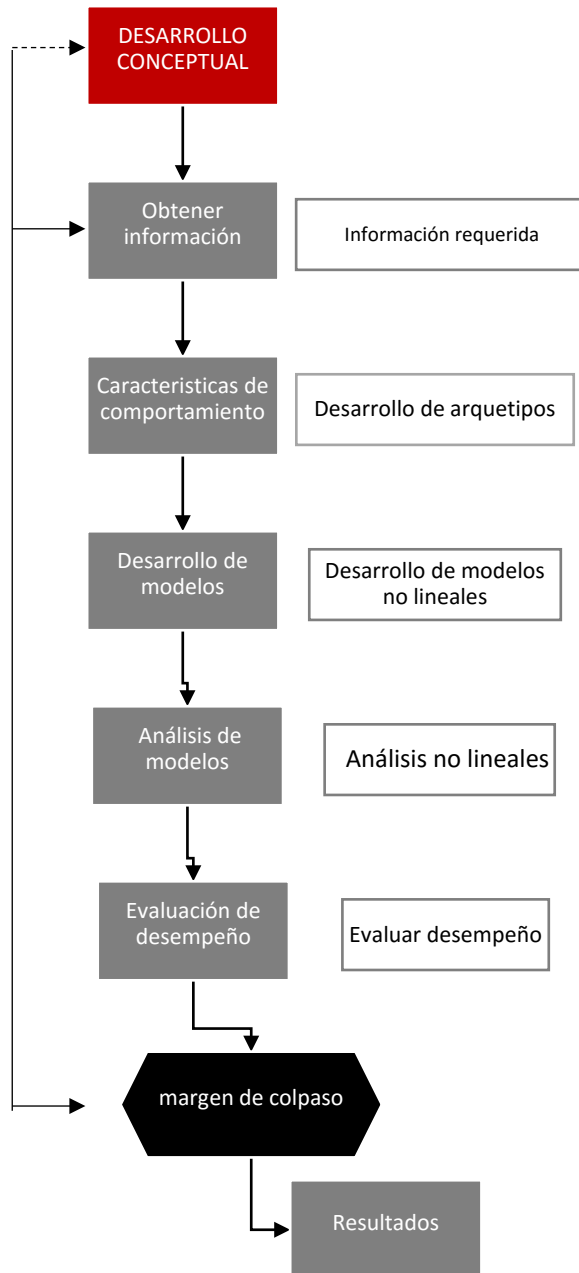 DESARROLLO
CONCEPTUAL
Obtener
información
Información requerida
Caracteristicas de
comportamiento
Desarrollo de arquetipos
Desarrollo de
modelos
Desarrollo de modelos
no lineales
Análisis de
modelos
Análisis no lineales
Evaluación de
desempeño
Evaluar desempeño
margen de colpaso
Resultados